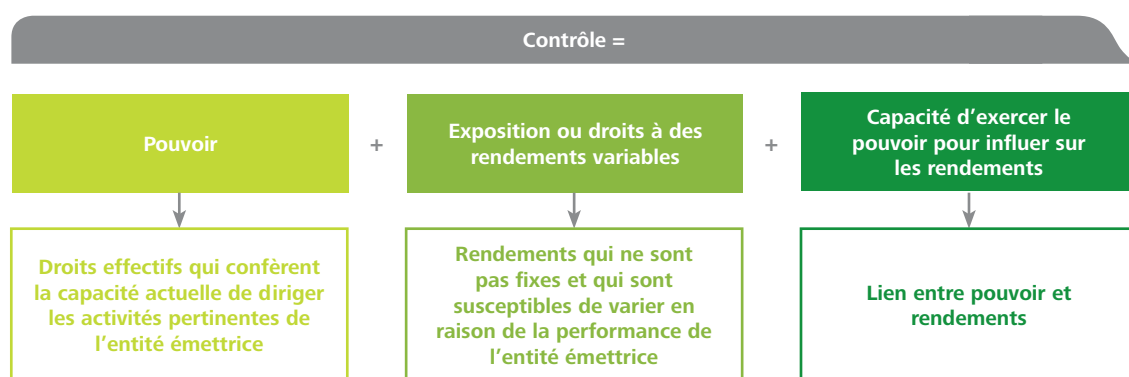 Contrôle =
Pouvoir
+
Exposition ou droits à des
rendements variables
+
Capacité d'exercer le
pouvoir pour influer sur
les rendements
Droits effectifs qui confèrent
la capacité actuelle de diriger
les activités pertinentes de
l'entité émettrice
Rendements qui ne sont
pas fixes et qui sont
susceptibles de varier en
raison de la performance de
l'entité émettrice
Lien entre pouvoir et
rendements